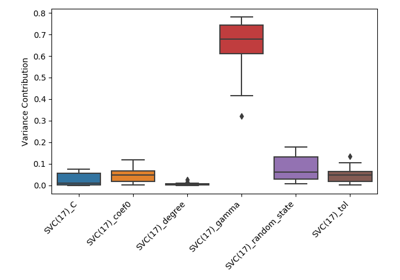 0.8
0.7
0.6
0.5
0.4
0.3
0.2
0.1
0.0
Variance Contribution
SVC(17)_C
SVC(17)_coef0
SVC(17)_degree
SVC(17)_gamma
SVC(17)_random_state
SVC(17)_tol